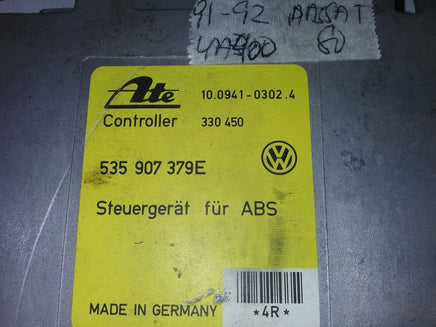 91-92 PASSAT
60
Ate 10.0941-0302.4
Controller 330 450
535 907 379E
Steuergerät für ABS
MADE IN GERMANY
*4R*